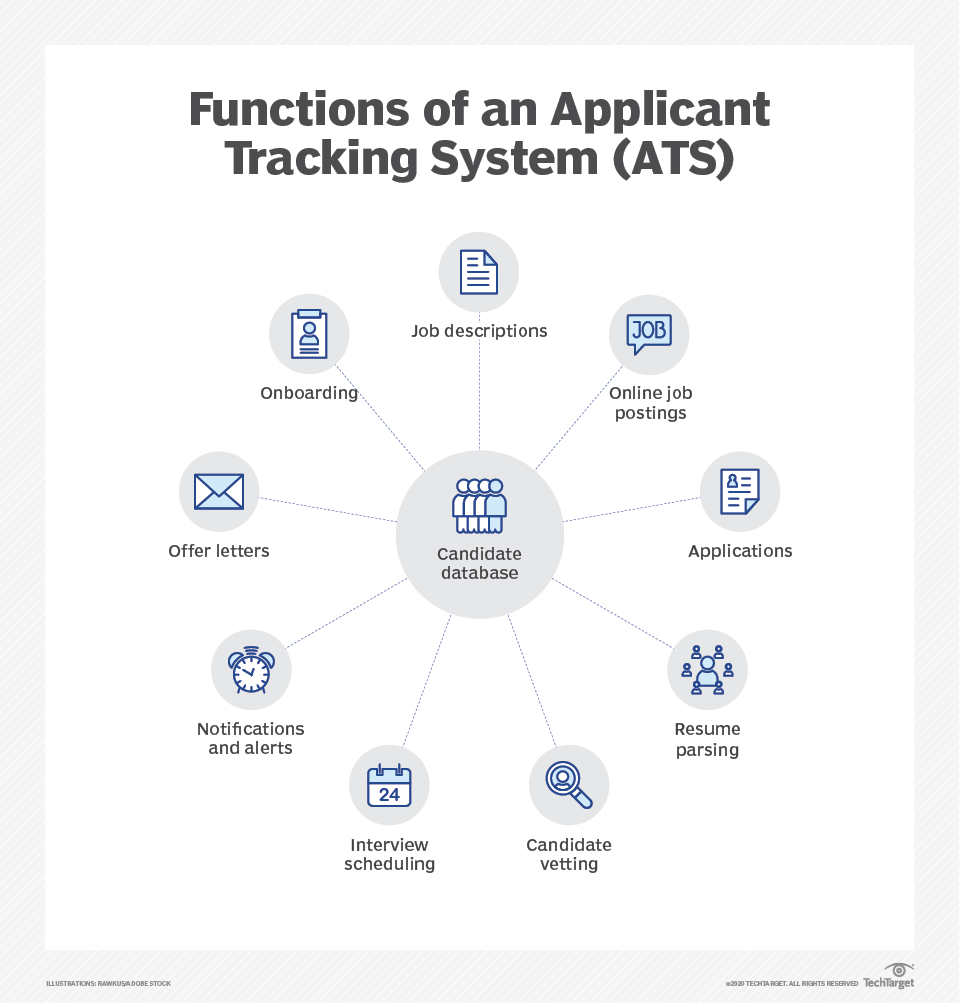 Functions of an Applicant
Tracking System (ATS)
Job descriptions
JOB
Online job
postings
Applications
Resume
parsing
Candidate
vetting
24
Interview
scheduling
Notifications
and alerts
Offer letters
Onboarding
Candidate
database
ILLUSTRATIONS: RAWKUS/ADOBE STOCK
©2020 TECHTARGET. ALL RIGHTS RESERVED
TechTarget